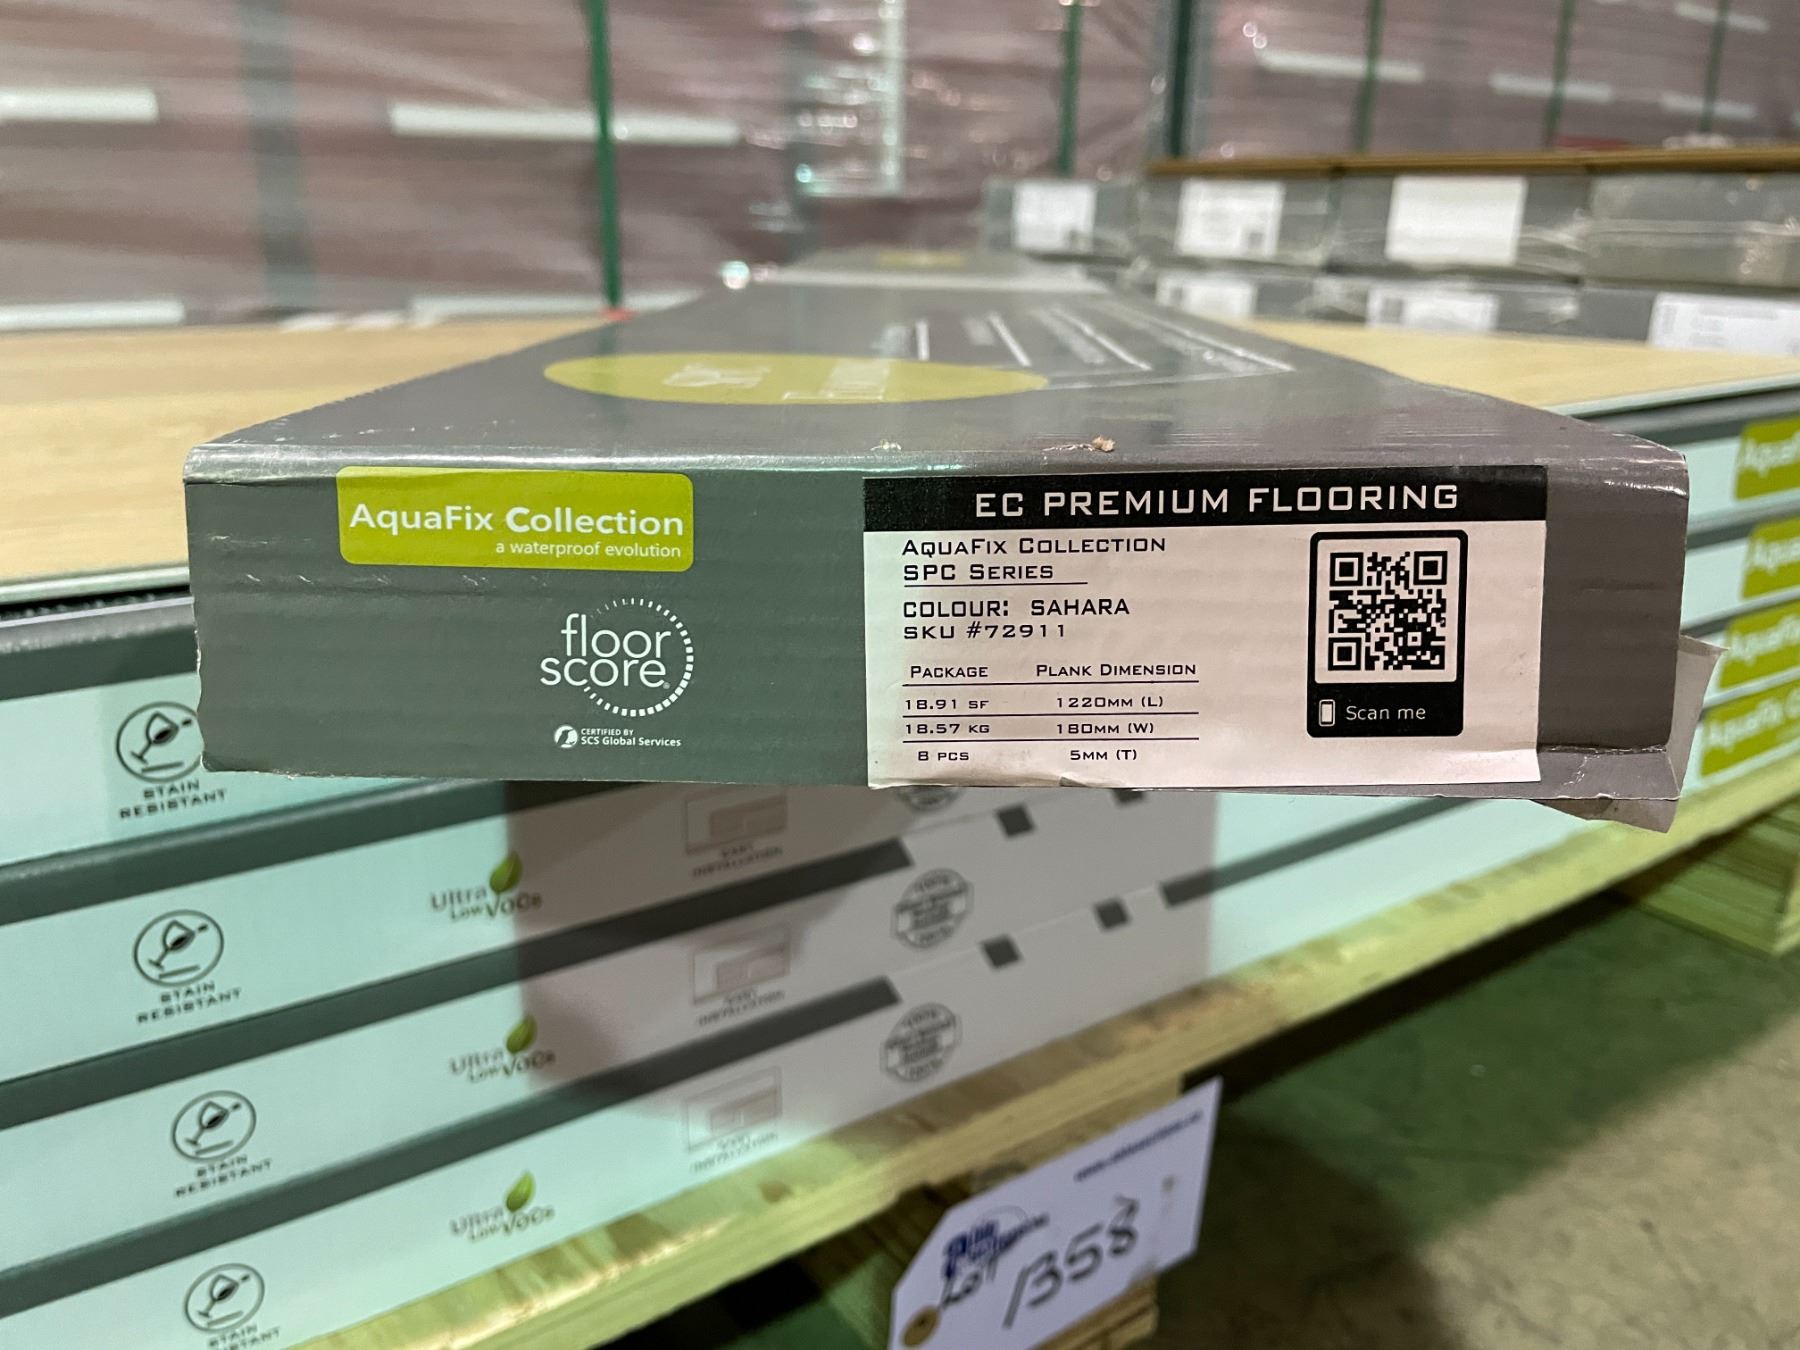 AquaFix Collection
a waterproof evolution
floor
score®
CERTIFIED BY
SCS Global Services
EC PREMIUM FLOORING
AQUAFIX COLLECTION
SPC SERIES
COLOUR: SAHARA
SKU #72911
PACKAGE PLANK DIMENSION
18.91 SF 1220MM (L)
18.57 KG 180MM (W)
8 PCS 5MM (T)
Scan me
STAIN
RESISTANT
Ultra
Low VOCs
STAIN
RESISTANT
Ultra
Low VOCs
STAIN
RESISTANT
Ultra
Low VOCs
STAIN
RESISTANT
EASY
INSTALLATION
LOT 1358